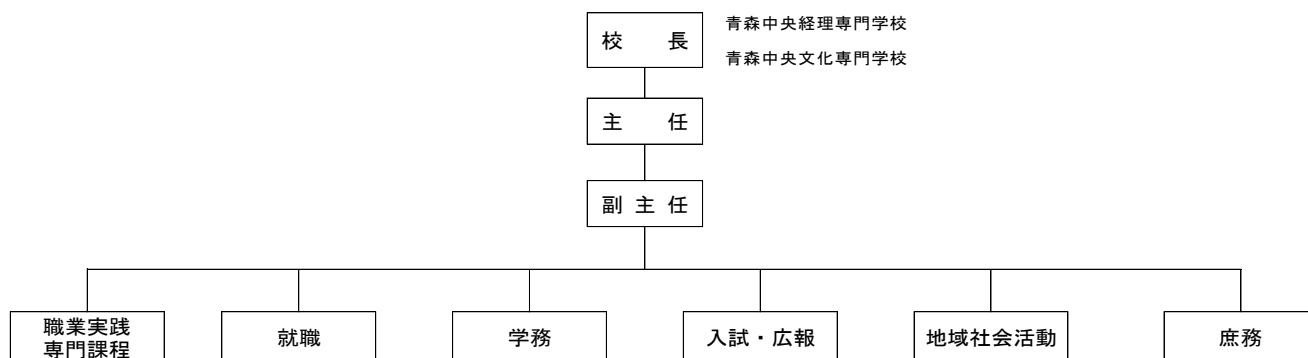 校　長
青森中央経理専門学校
青森中央文化専門学校
主　任
副 主 任
職業実践
専門課程
就職
学務
入試・広報
地域社会活動
庶務